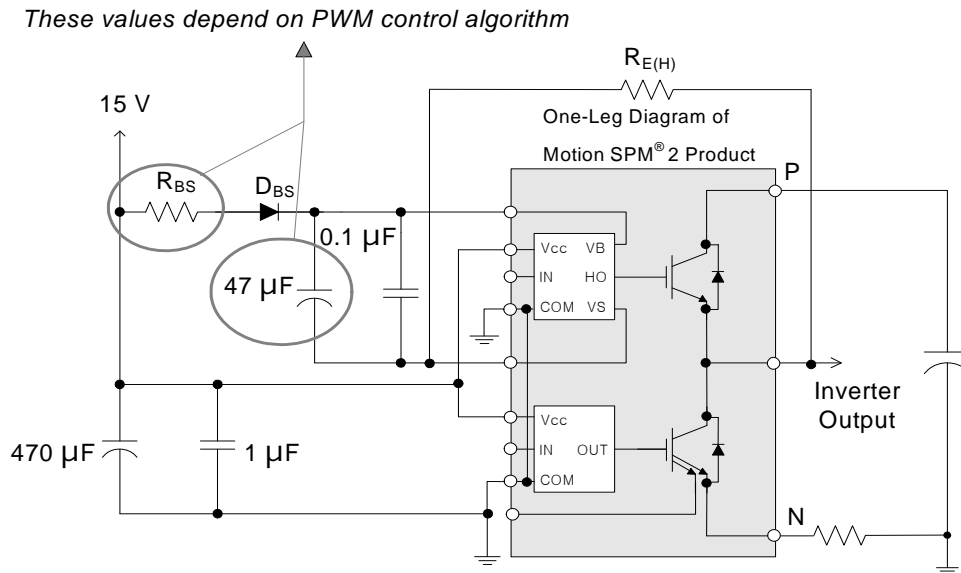 These values depend on PWM control algorithm
R_E(H)
15 V
One-Leg Diagram of
Motion SPM® 2 Product
P
R_BS
D_BS
0.1 µF
Vcc VB
IN HO
COM VS
47 µF
Inverter
Output
Vcc
IN OUT
COM
470 µF
1 µF
N